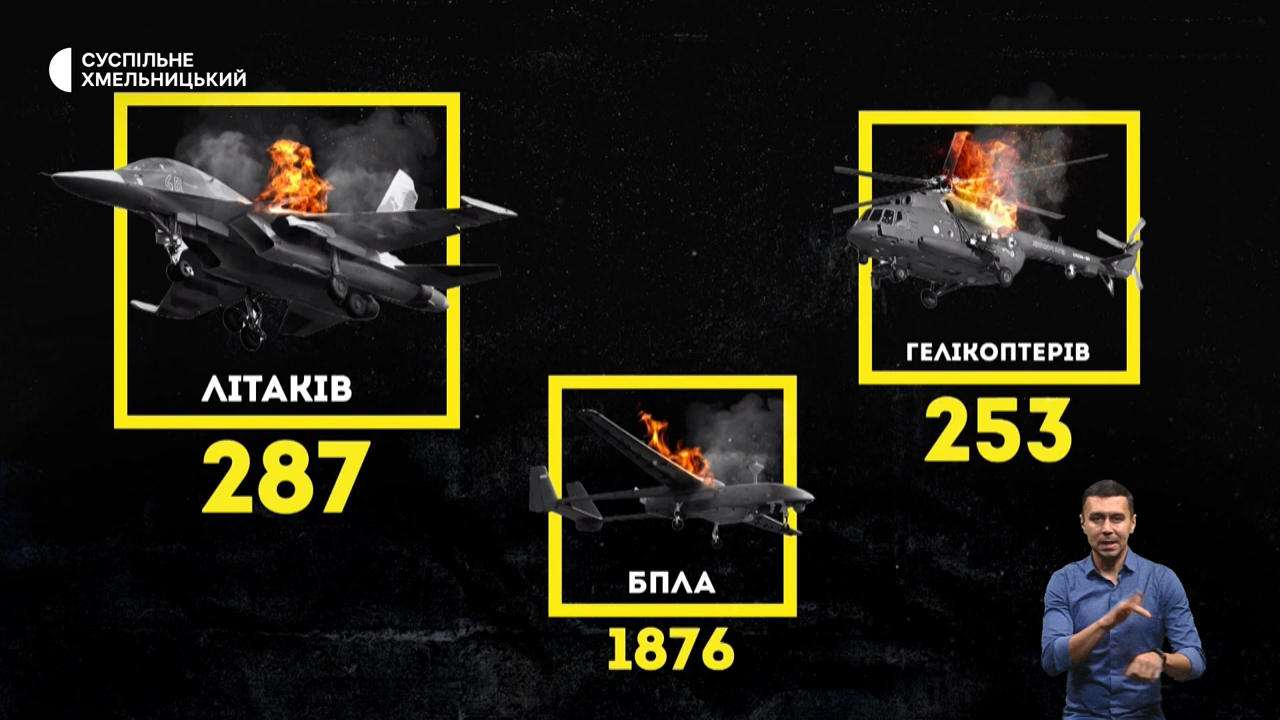 СУСПІЛЬНЕ
ХМЕЛЬНИЦЬКИЙ
ЛІТАКІВ
287
ГЕЛІКОПТЕРІВ
253
БПЛА
1876